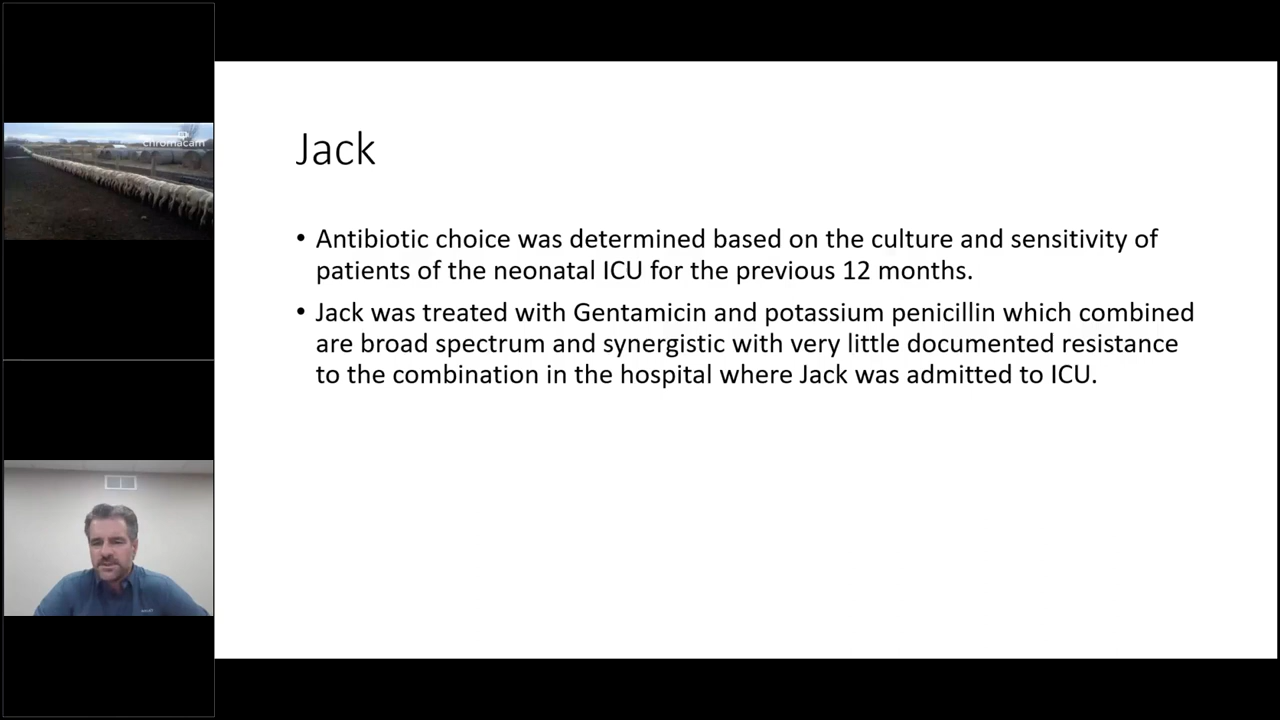 chromacam
Jack
• Antibiotic choice was determined based on the culture and sensitivity of
patients of the neonatal ICU for the previous 12 months.
• Jack was treated with Gentamicin and potassium penicillin which combined
are broad spectrum and synergistic with very little documented resistance
to the combination in the hospital where Jack was admitted to ICU.